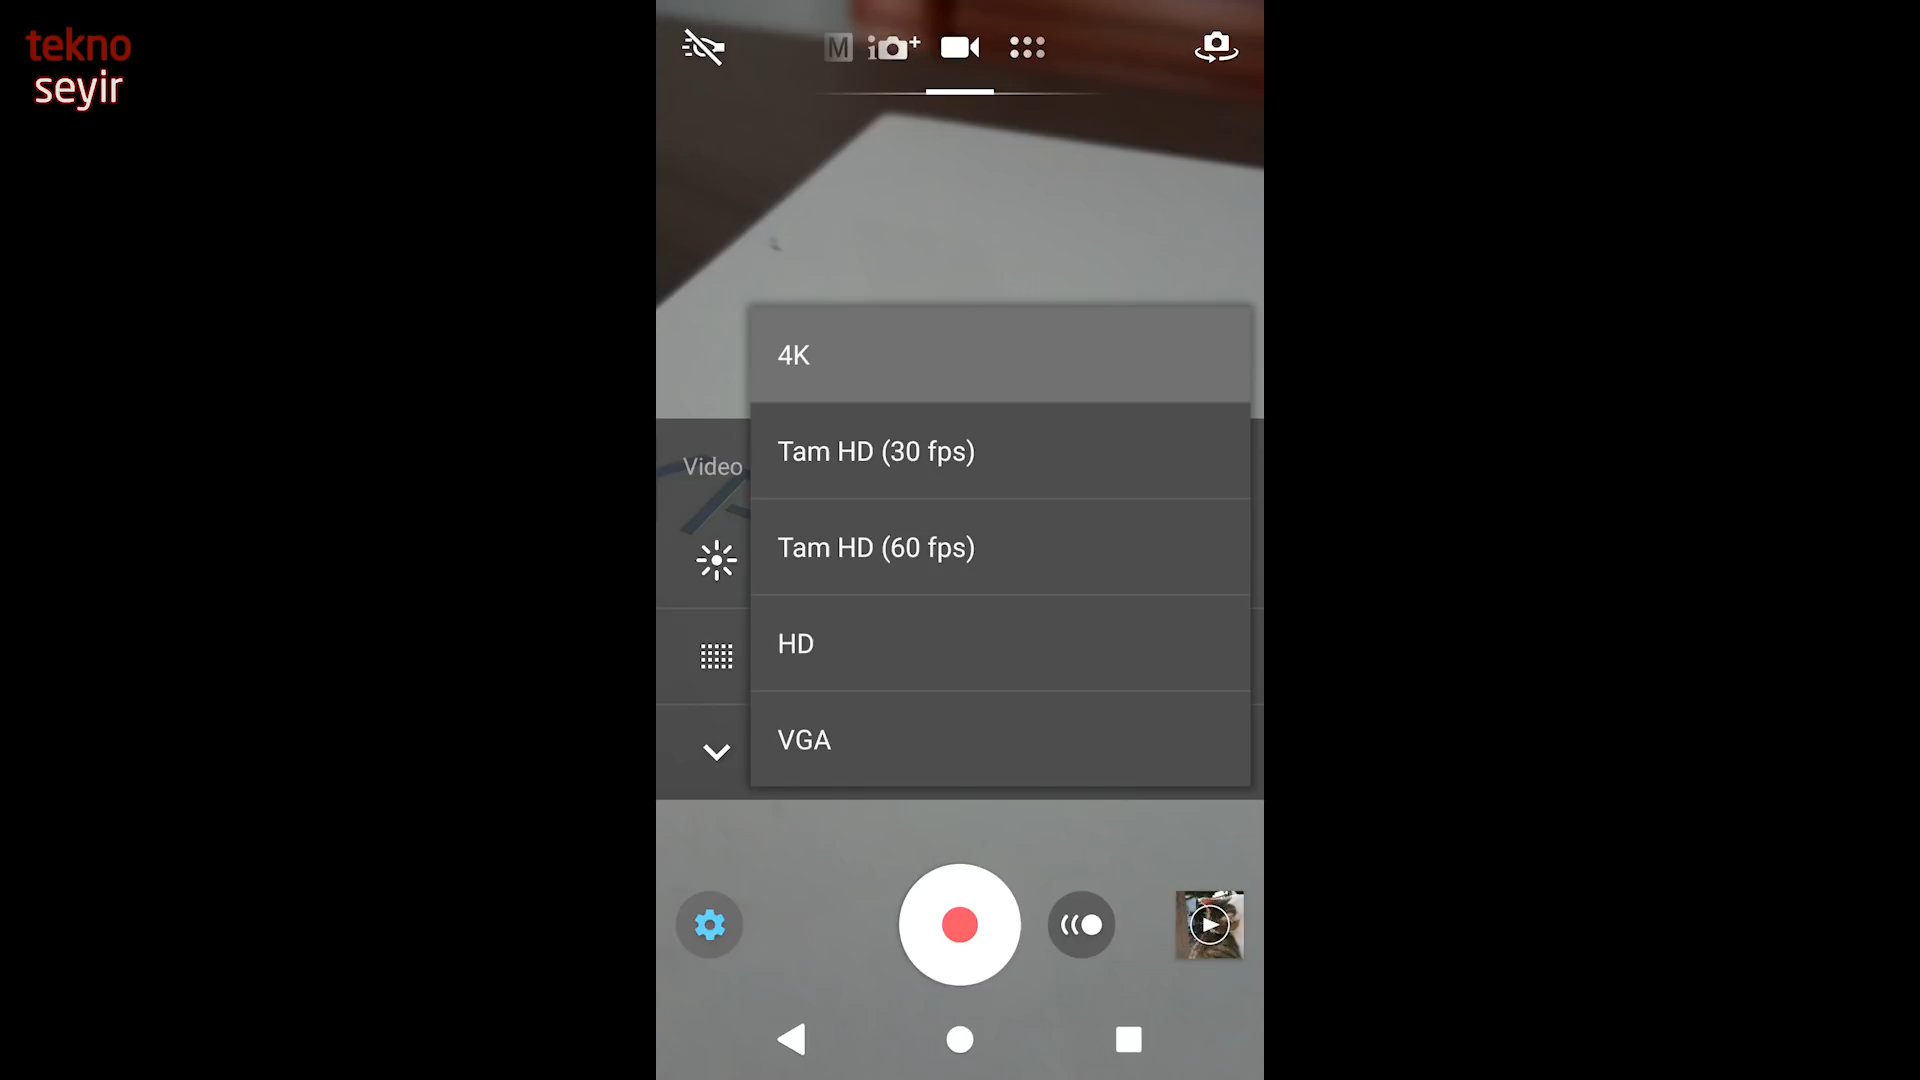 tekno
seyir
M
4K
Tam HD (30 fps)
Video
Tam HD (60 fps)
HD
VGA